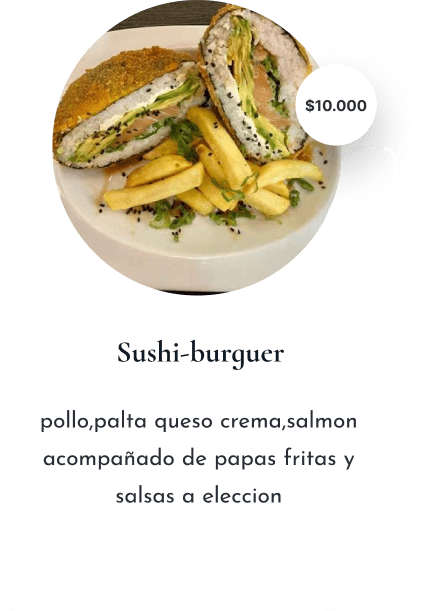 $10.000
Sushi-burguer
pollo,palta queso crema,salmon
acompañado de papas fritas y
salsas a eleccion